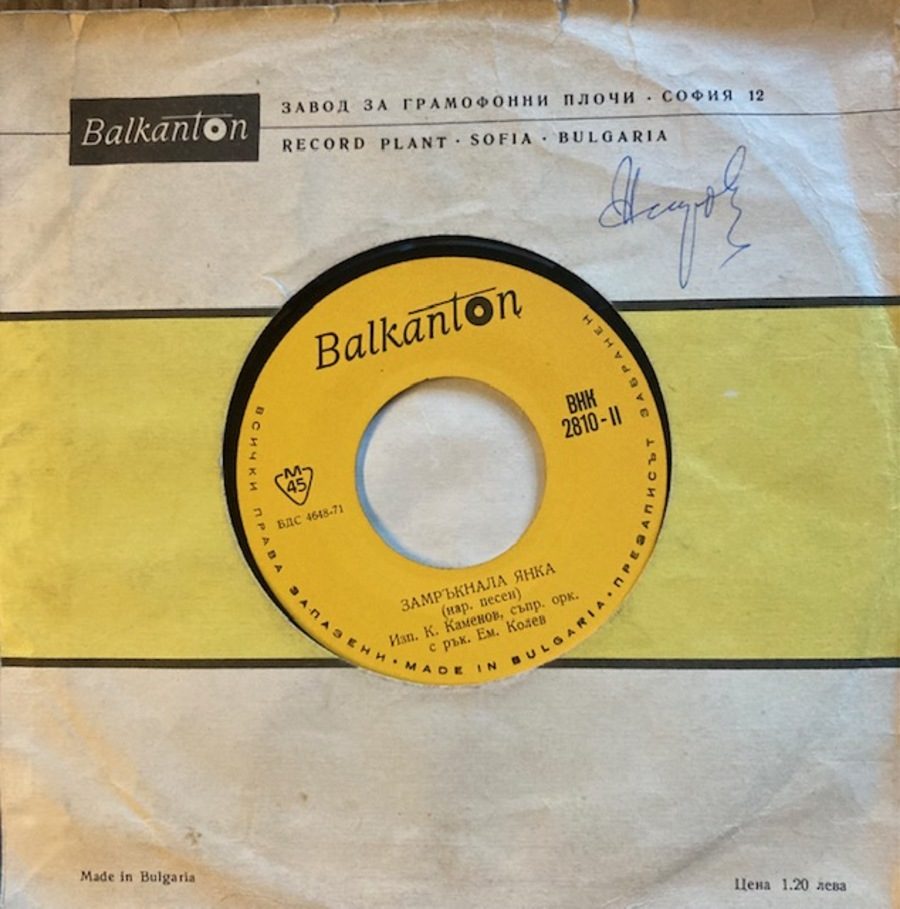 Balkanton
ЗАВОД ЗА ГРАМОФОННИ ПЛОЧИ · СОФИЯ 12
RECORD PLANT · SOFIA · BULGARIA
Balkanton
ВНК
2810-II
М
45
БДС 4648-71
ЗАМРЪКНАЛА ЯНКА
(нар. песен)
Изп. К. Каменов, съпр. орк.
с рък. Ем. Колев
ВСИЧКИ ПРАВА ЗАПАЗЕНИ · MADE IN BULGARIA · ПРЕЗАПИСЪТ ЗАБРАНЕН
Made in Bulgaria
Цена 1.20 лева